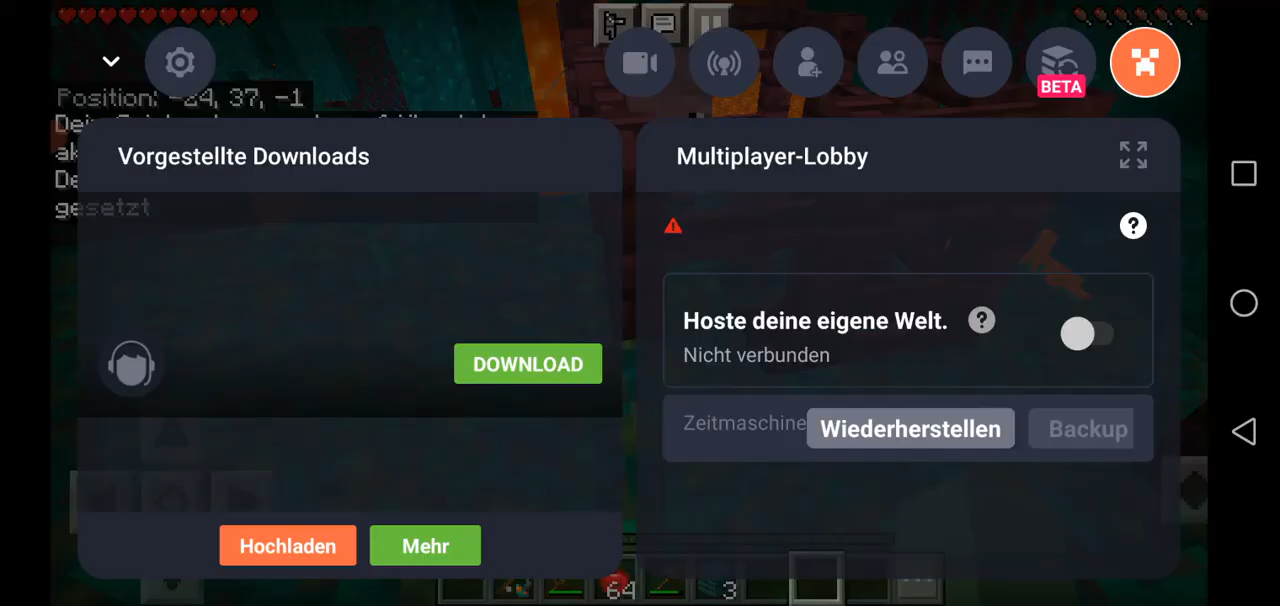 Position: -24, 37, -1
BETA
Vorgestellte Downloads
Multiplayer-Lobby
gesetzt
Hoste deine eigene Welt.
Nicht verbunden
DOWNLOAD
Zeitmaschine
Wiederherstellen
Backup
Hochladen
Mehr
64
3